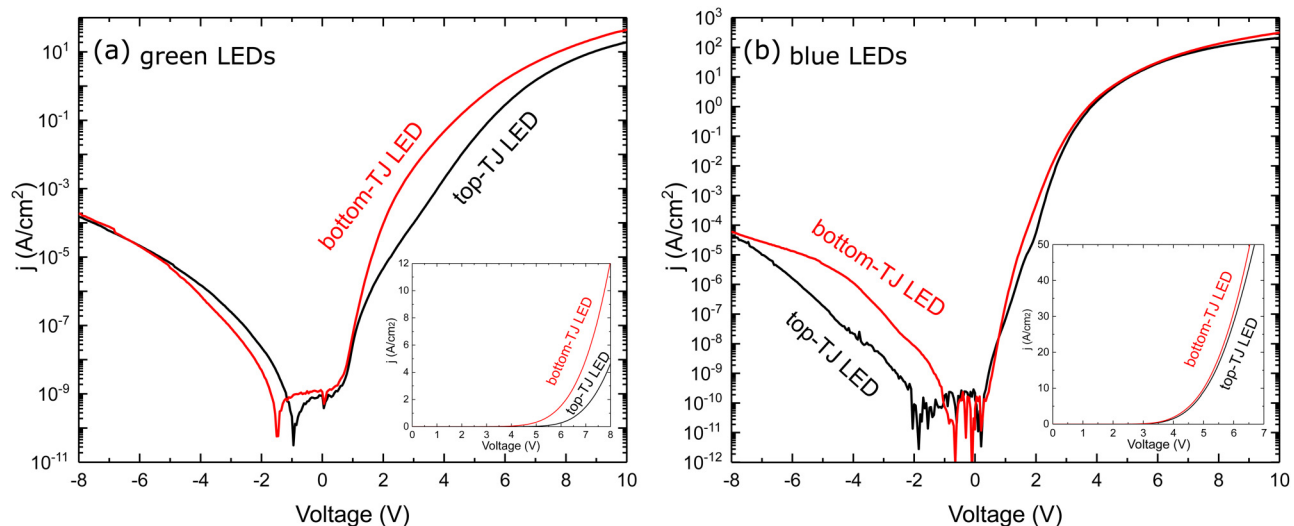 (a) green LEDs
10¹
10⁻¹
10⁻³
10⁻⁵
10⁻⁷
10⁻⁹
10⁻¹¹
j (A/cm²)
-8 -6 -4 -2 0 2 4 6 8 10
Voltage (V)
bottom-TJ LED
top-TJ LED
12
10
8
6
4
2
0
j (A/cm2)
0 1 2 3 4 5 6 7 8
Voltage (V)
bottom-TJ LED
top-TJ LED
(b) blue LEDs
10³
10²
10¹
10⁰
10⁻¹
10⁻²
10⁻³
10⁻⁴
10⁻⁵
10⁻⁶
10⁻⁷
10⁻⁸
10⁻⁹
10⁻¹⁰
10⁻¹¹
10⁻¹²
j (A/cm²)
-8 -6 -4 -2 0 2 4 6 8 10
Voltage (V)
bottom-TJ LED
top-TJ LED
50
40
30
20
10
0
j (A/cm2)
0 1 2 3 4 5 6 7
Voltage (V)
bottom-TJ LED
top-TJ LED